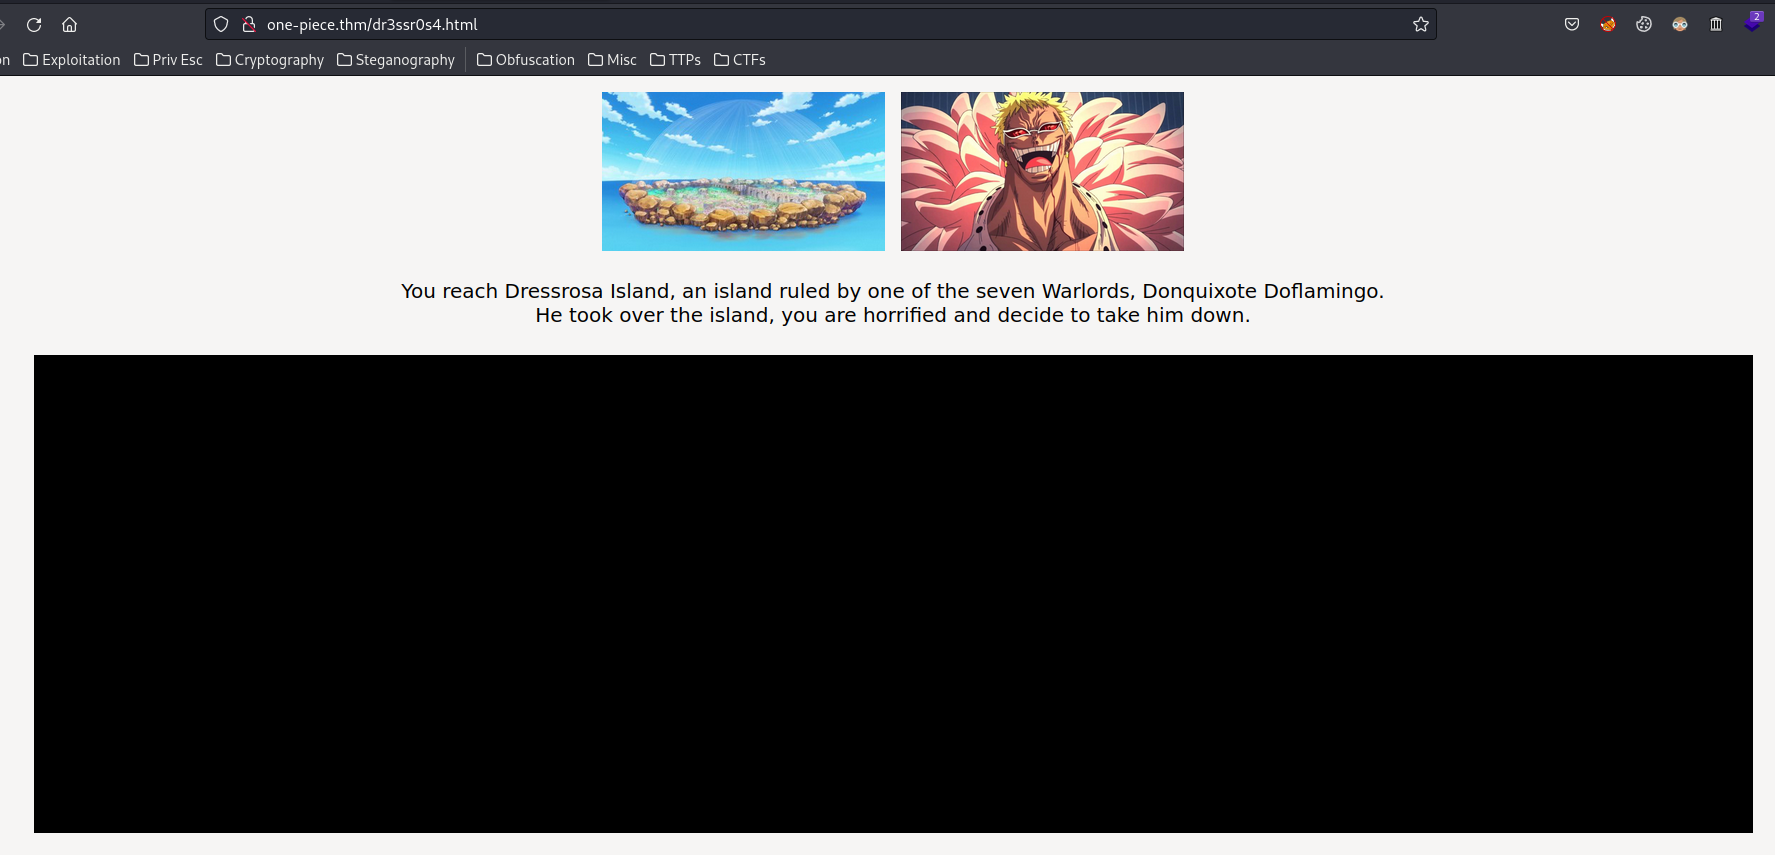 one-piece.thm/dr3ssr0s4.html
2
on Exploitation Priv Esc Cryptography Steganography Obfuscation Misc TTPs CTFs
You reach Dressrosa Island, an island ruled by one of the seven Warlords, Donquixote Doflamingo.
He took over the island, you are horrified and decide to take him down.